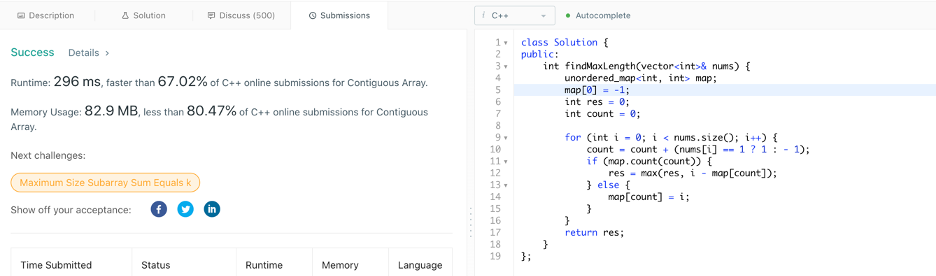 Description
Solution
Discuss (500)
Submissions
i C++
Autocomplete
Success Details
Runtime: 296 ms, faster than 67.02% of C++ online submissions for Contiguous Array.
Memory Usage: 82.9 MB, less than 80.47% of C++ online submissions for Contiguous
Array.
Next challenges:
Maximum Size Subarray Sum Equals k
Show off your acceptance:
Time Submitted Status Runtime Memory Language
1 class Solution {
2 public:
3 int findMaxLength(vector<int>& nums) {
4 unordered_map<int, int> map;
5 map[0] = -1;
6 int res = 0;
7 int count = 0;
8
9 for (int i = 0; i < nums.size(); i++) {
10 count = count + (nums[i] == 1 ? 1 : - 1);
11 if (map.count(count)) {
12 res = max(res, i - map[count]);
13 } else {
14 map[count] = i;
15 }
16 }
17 return res;
18 }
19 };